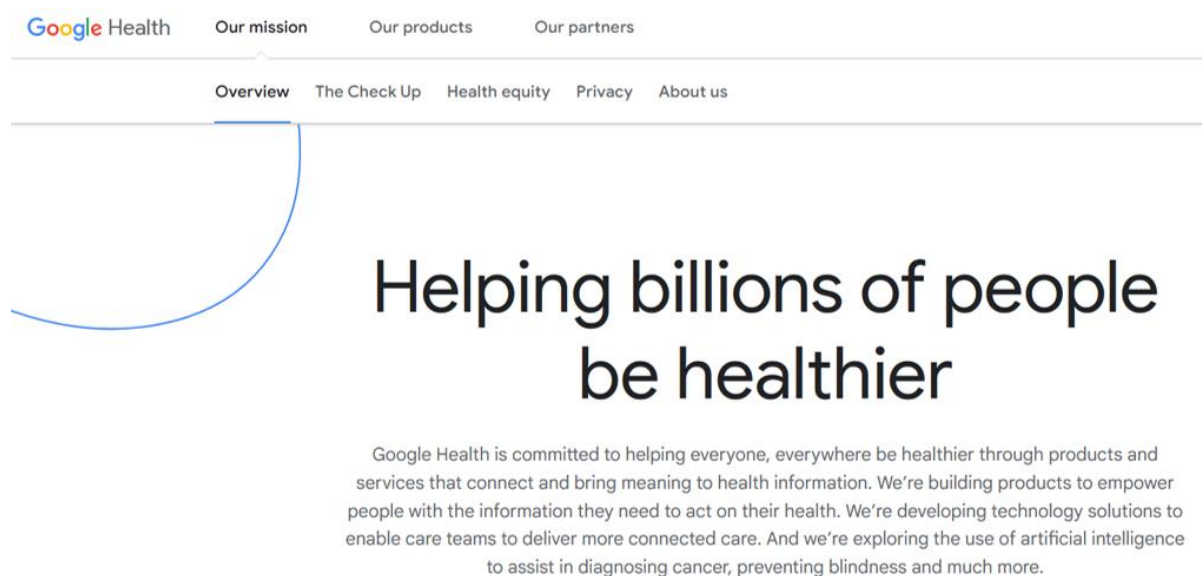 Google Health Our mission Our products Our partners
Overview The Check Up Health equity Privacy About us
Helping billions of people
be healthier
Google Health is committed to helping everyone, everywhere be healthier through products and
services that connect and bring meaning to health information. We’re building products to empower
people with the information they need to act on their health. We’re developing technology solutions to
enable care teams to deliver more connected care. And we’re exploring the use of artificial intelligence
to assist in diagnosing cancer, preventing blindness and much more.